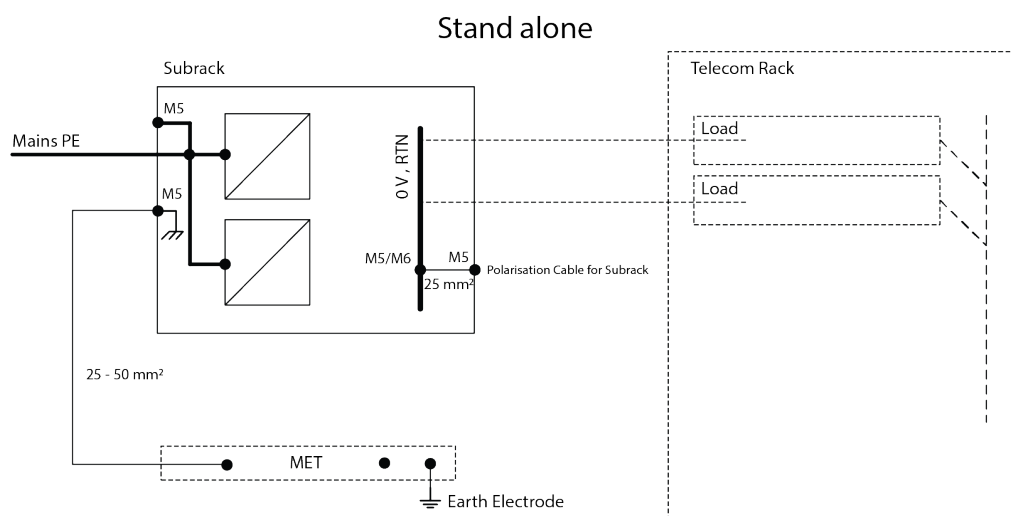 Stand alone
Subrack
Telecom Rack
M5
Mains PE
Load
0 V, RTN
M5
Load
M5/M6
M5
Polarisation Cable for Subrack
25 mm²
25 - 50 mm²
MET
Earth Electrode